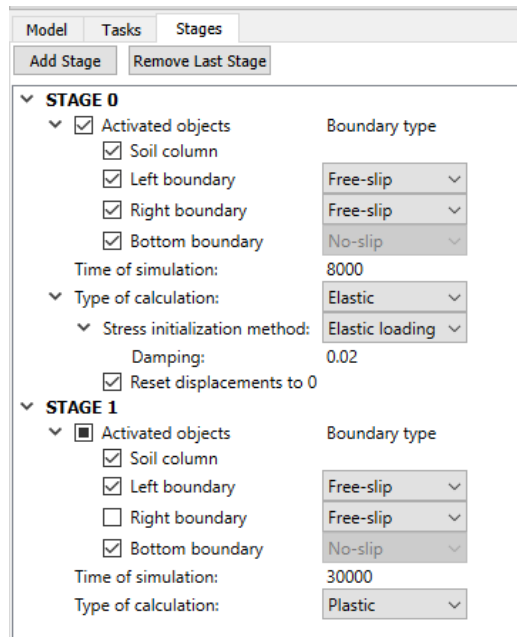 Model Tasks Stages
Add Stage Remove Last Stage
STAGE 0
Activated objects Boundary type
Soil column
Left boundary Free-slip
Right boundary Free-slip
Bottom boundary No-slip
Time of simulation: 8000
Type of calculation: Elastic
Stress initialization method: Elastic loading
Damping: 0.02
Reset displacements to 0
STAGE 1
Activated objects Boundary type
Soil column
Left boundary Free-slip
Right boundary Free-slip
Bottom boundary No-slip
Time of simulation: 30000
Type of calculation: Plastic